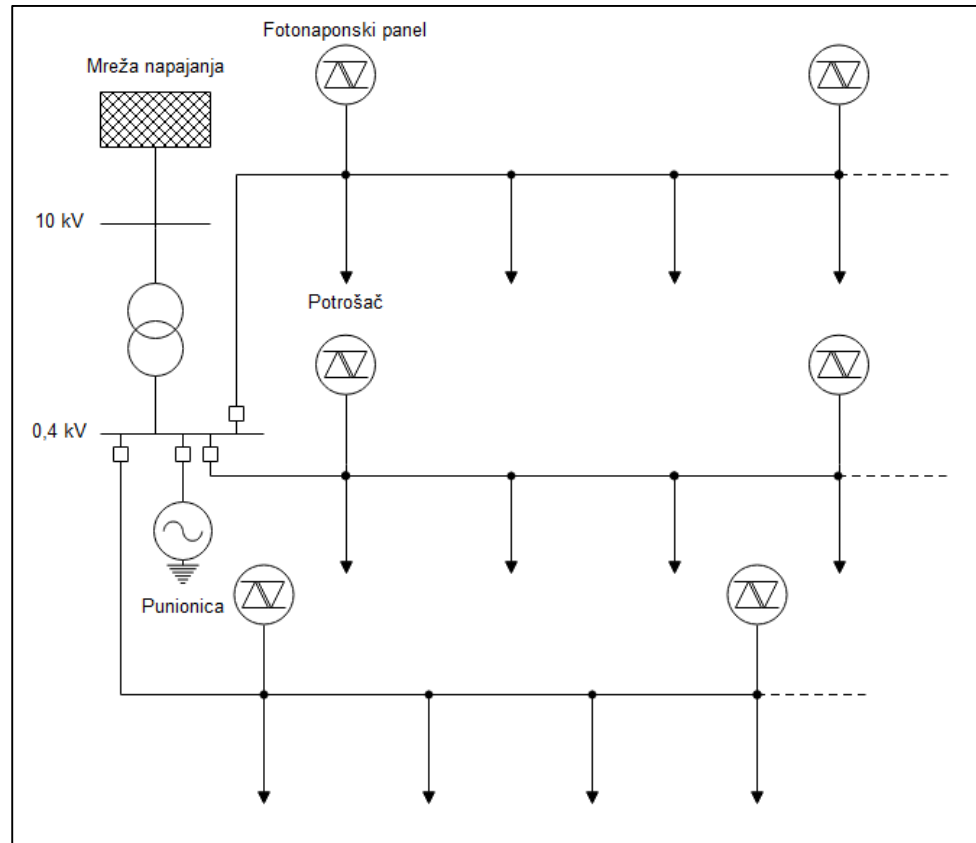 Fotonaponski panel
Mreža napajanja
10 kV
Potrošač
0,4 kV
Punionica